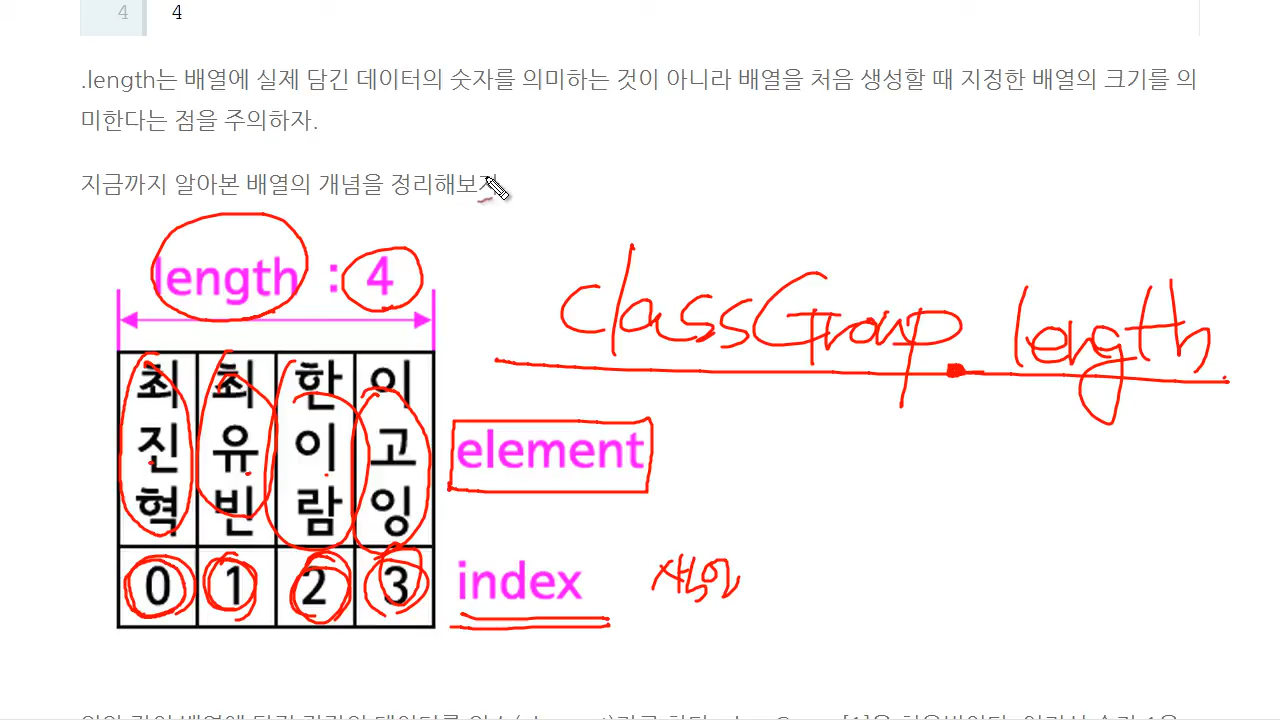 4 4
.length는 배열에 실제 담긴 데이터의 숫자를 의미하는 것이 아니라 배열을 처음 생성할 때 지정한 배열의 크기를 의
미한다는 점을 주의하자.
지금까지 알아본 배열의 개념을 정리해보자
length : 4
classGroup.length
최진혁 최유빈 한이람 이고잉
element
0 1 2 3
index 색인